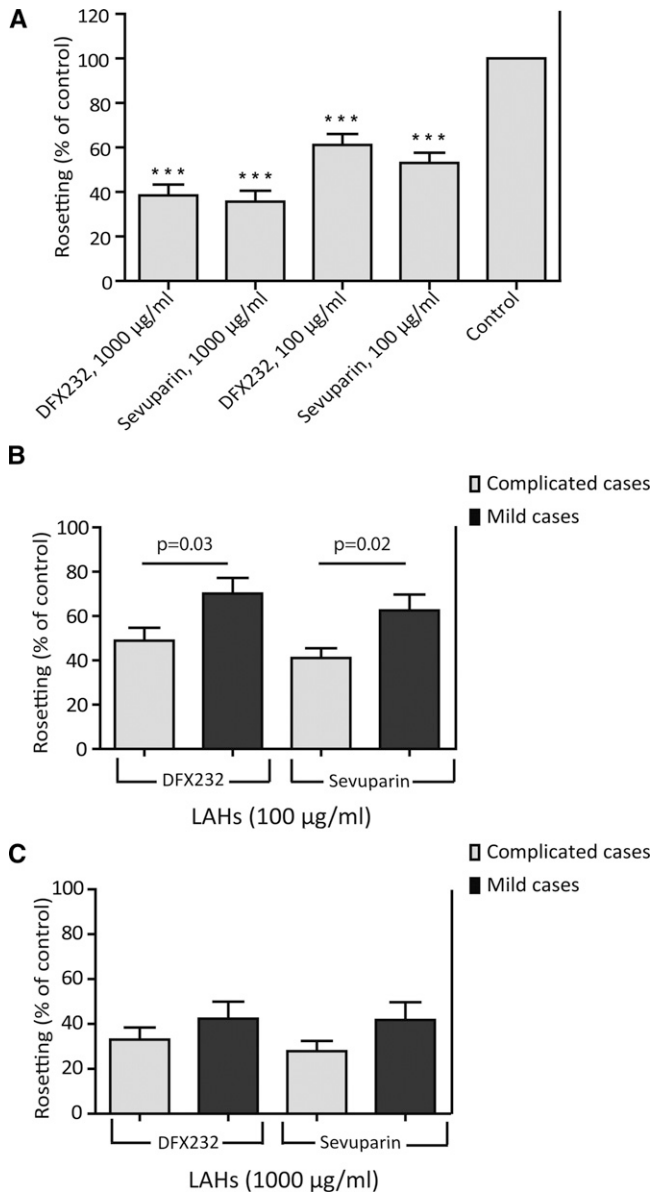 A
Rosetting (% of control)
120
100
80
60
40
20
0
***
***
***
***
DFX232, 1000 µg/ml
Sevuparin, 1000 µg/ml
DFX232, 100 µg/ml
Sevuparin, 100 µg/ml
Control
B
Complicated cases
Mild cases
Rosetting (% of control)
100
80
60
40
20
0
p=0.03
p=0.02
DFX232
Sevuparin
LAHs (100 µg/ml)
C
Complicated cases
Mild cases
Rosetting (% of control)
100
80
60
40
20
0
DFX232
Sevuparin
LAHs (1000 µg/ml)